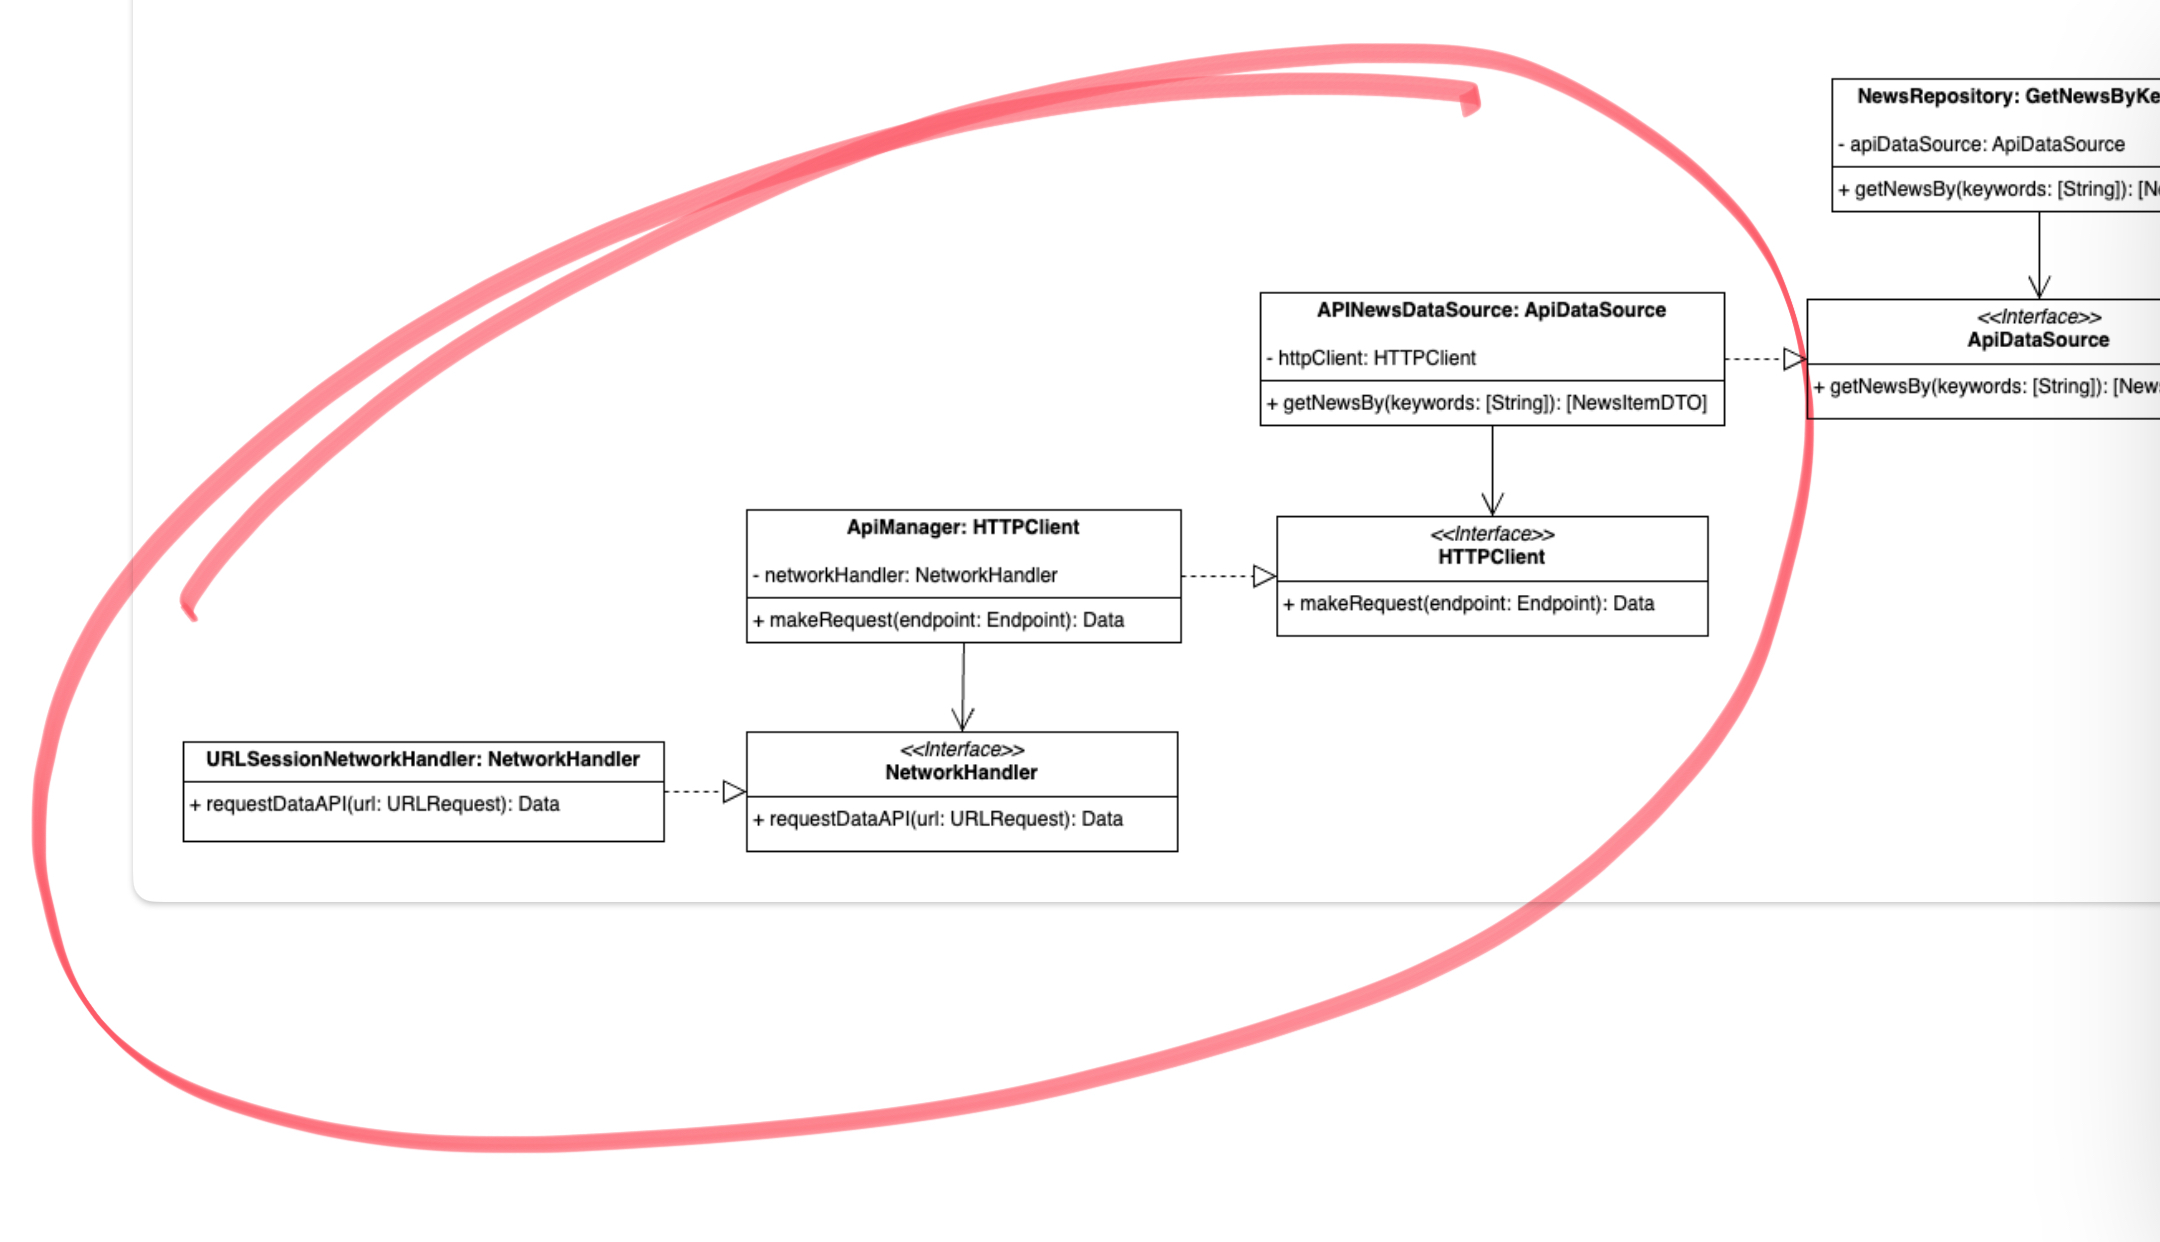 NewsRepository: GetNewsByKe
- apiDataSource: ApiDataSource
+ getNewsBy(keywords: [String]): [N
APINewsDataSource: ApiDataSource
- httpClient: HTTPClient
+ getNewsBy(keywords: [String]): [NewsItemDTO]
<<Interface>>
ApiDataSource
+ getNewsBy(keywords: [String]): [New
ApiManager: HTTPClient
- networkHandler: NetworkHandler
+ makeRequest(endpoint: Endpoint): Data
<<Interface>>
HTTPClient
+ makeRequest(endpoint: Endpoint): Data
URLSessionNetworkHandler: NetworkHandler
+ requestDataAPI(url: URLRequest): Data
<<Interface>>
NetworkHandler
+ requestDataAPI(url: URLRequest): Data